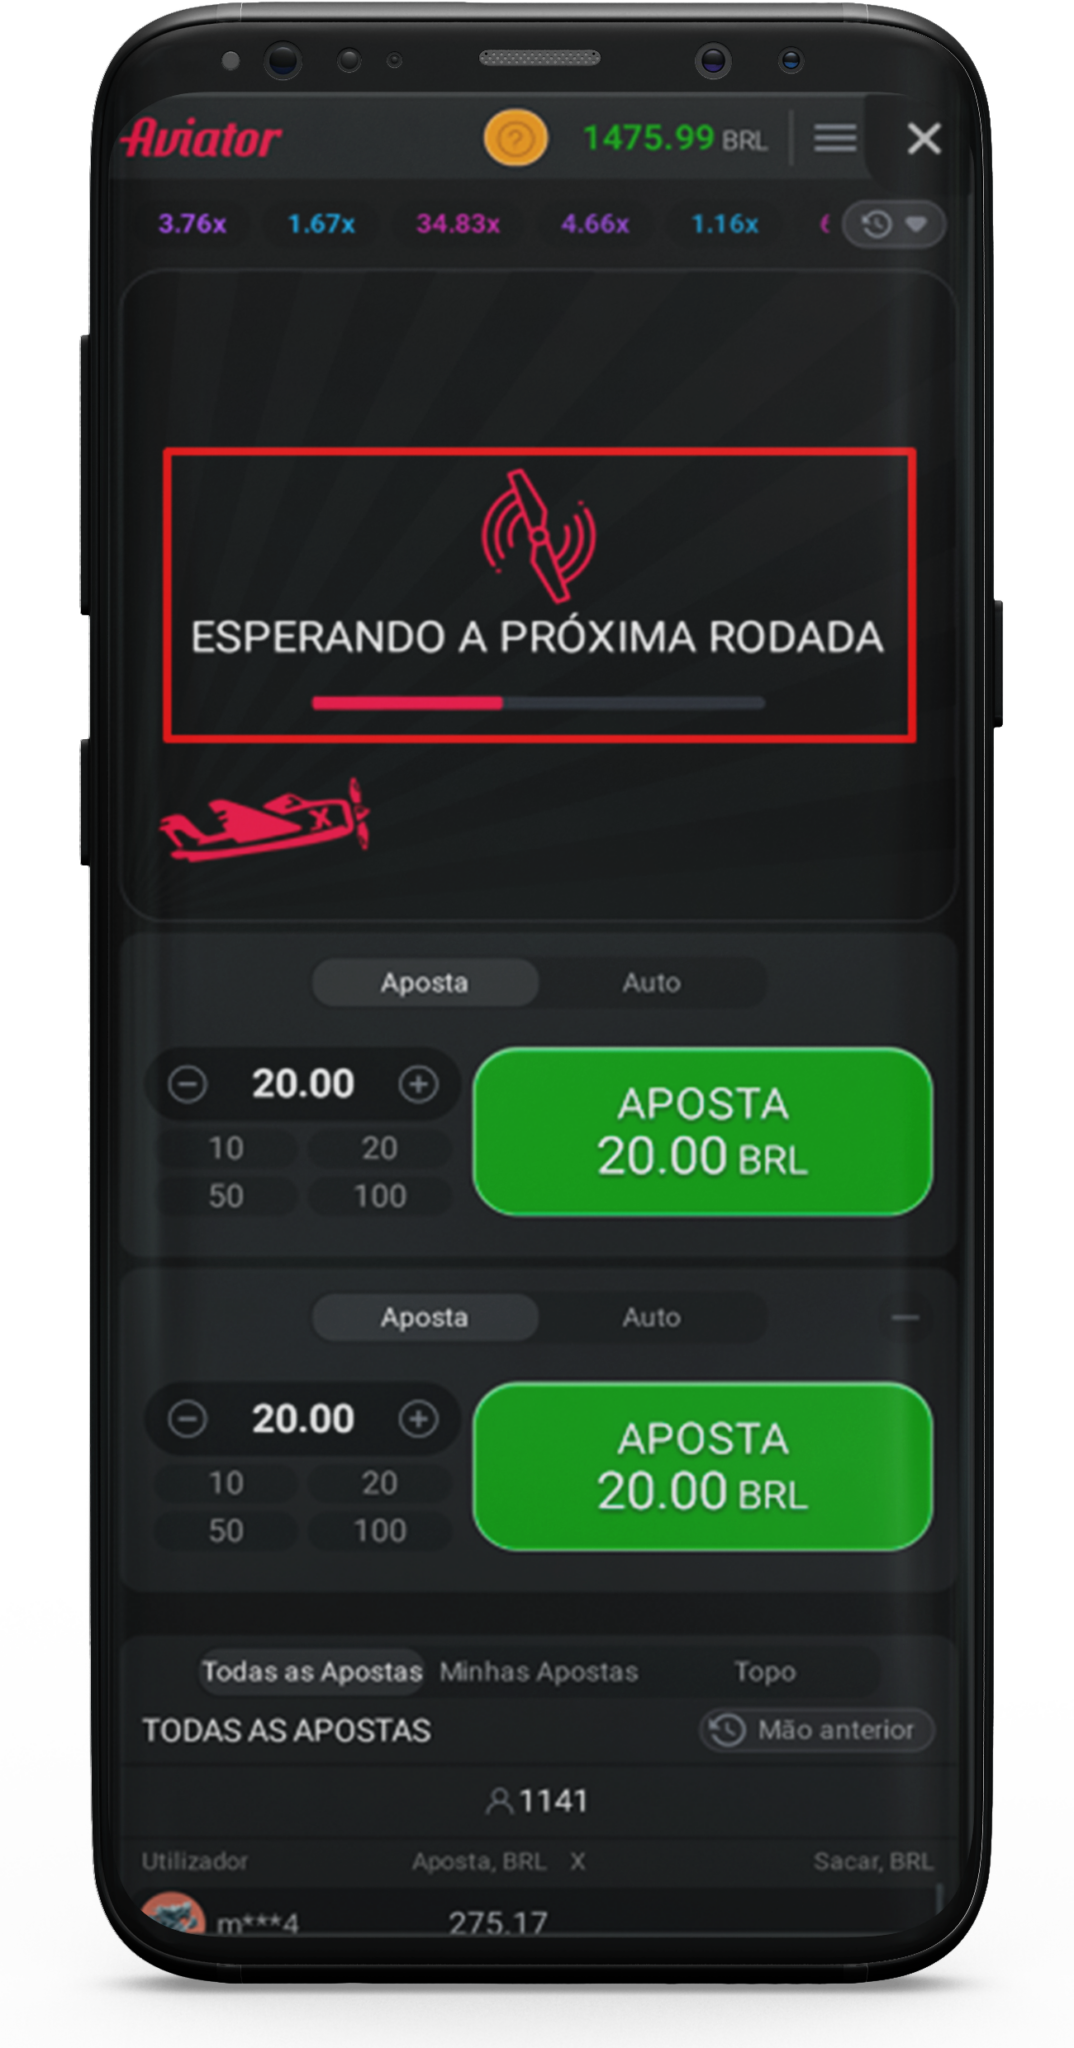 Aviator
1475.99 BRL
3.76x 1.67x 34.83x 4.66x 1.16x
ESPERANDO A PRÓXIMA RODADA
X
Aposta Auto
20.00
APOSTA
20.00 BRL
10 20
50 100
Aposta Auto
20.00
APOSTA
20.00 BRL
10 20
50 100
Todas as Apostas Minhas Apostas Topo
TODAS AS APOSTAS Mão anterior
1141
Utilizador Aposta, BRL X Sacar, BRL
m***4 275.17